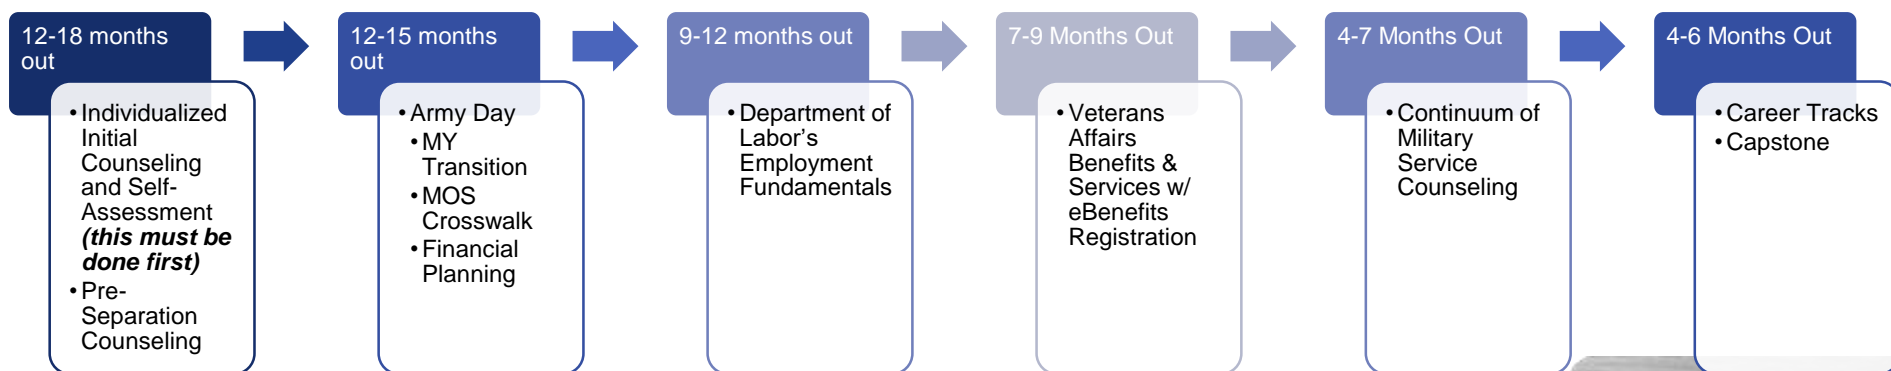 12-18 months
out
• Individualized
Initial
Counseling
and Self-
Assessment
(this must be
done first)
• Pre-
Separation
Counseling
12-15 months
out
• Army Day
• MY
Transition
• MOS
Crosswalk
• Financial
Planning
9-12 months out
• Department of
Labor’s
Employment
Fundamentals
7-9 Months Out
• Veterans
Affairs
Benefits &
Services w/
eBenefits
Registration
4-7 Months Out
• Continuum of
Military
Service
Counseling
4-6 Months Out
• Career Tracks
• Capstone